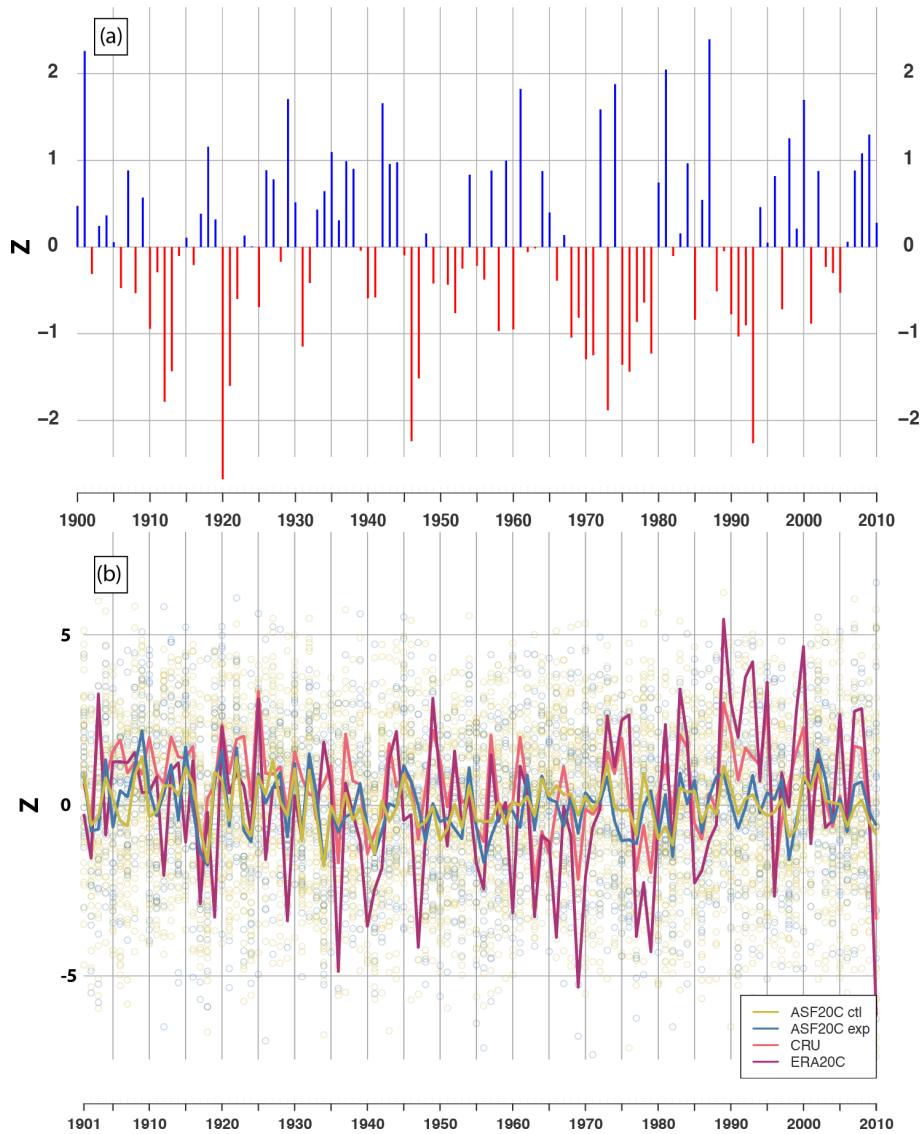 (a)
2 2
1 1
0 0
Z
−1 −1
−2 −2
1900 1910 1920 1930 1940 1950 1960 1970 1980 1990 2000 2010
(b)
5
Z
0
-5
ASF20C ctl
ASF20C exp
CRU
ERA20C
1901 1910 1920 1930 1940 1950 1960 1970 1980 1990 2000 2010